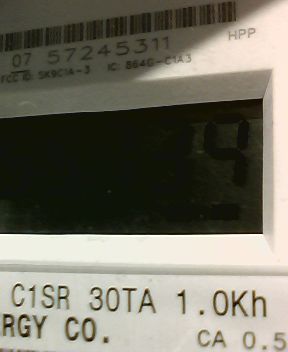 HPP
07 57245311
FCC ID: SK9C1A-3 IC: 864G-C1A3
C1SR 30TA 1.0Kh
RGY CO. CA 0.5